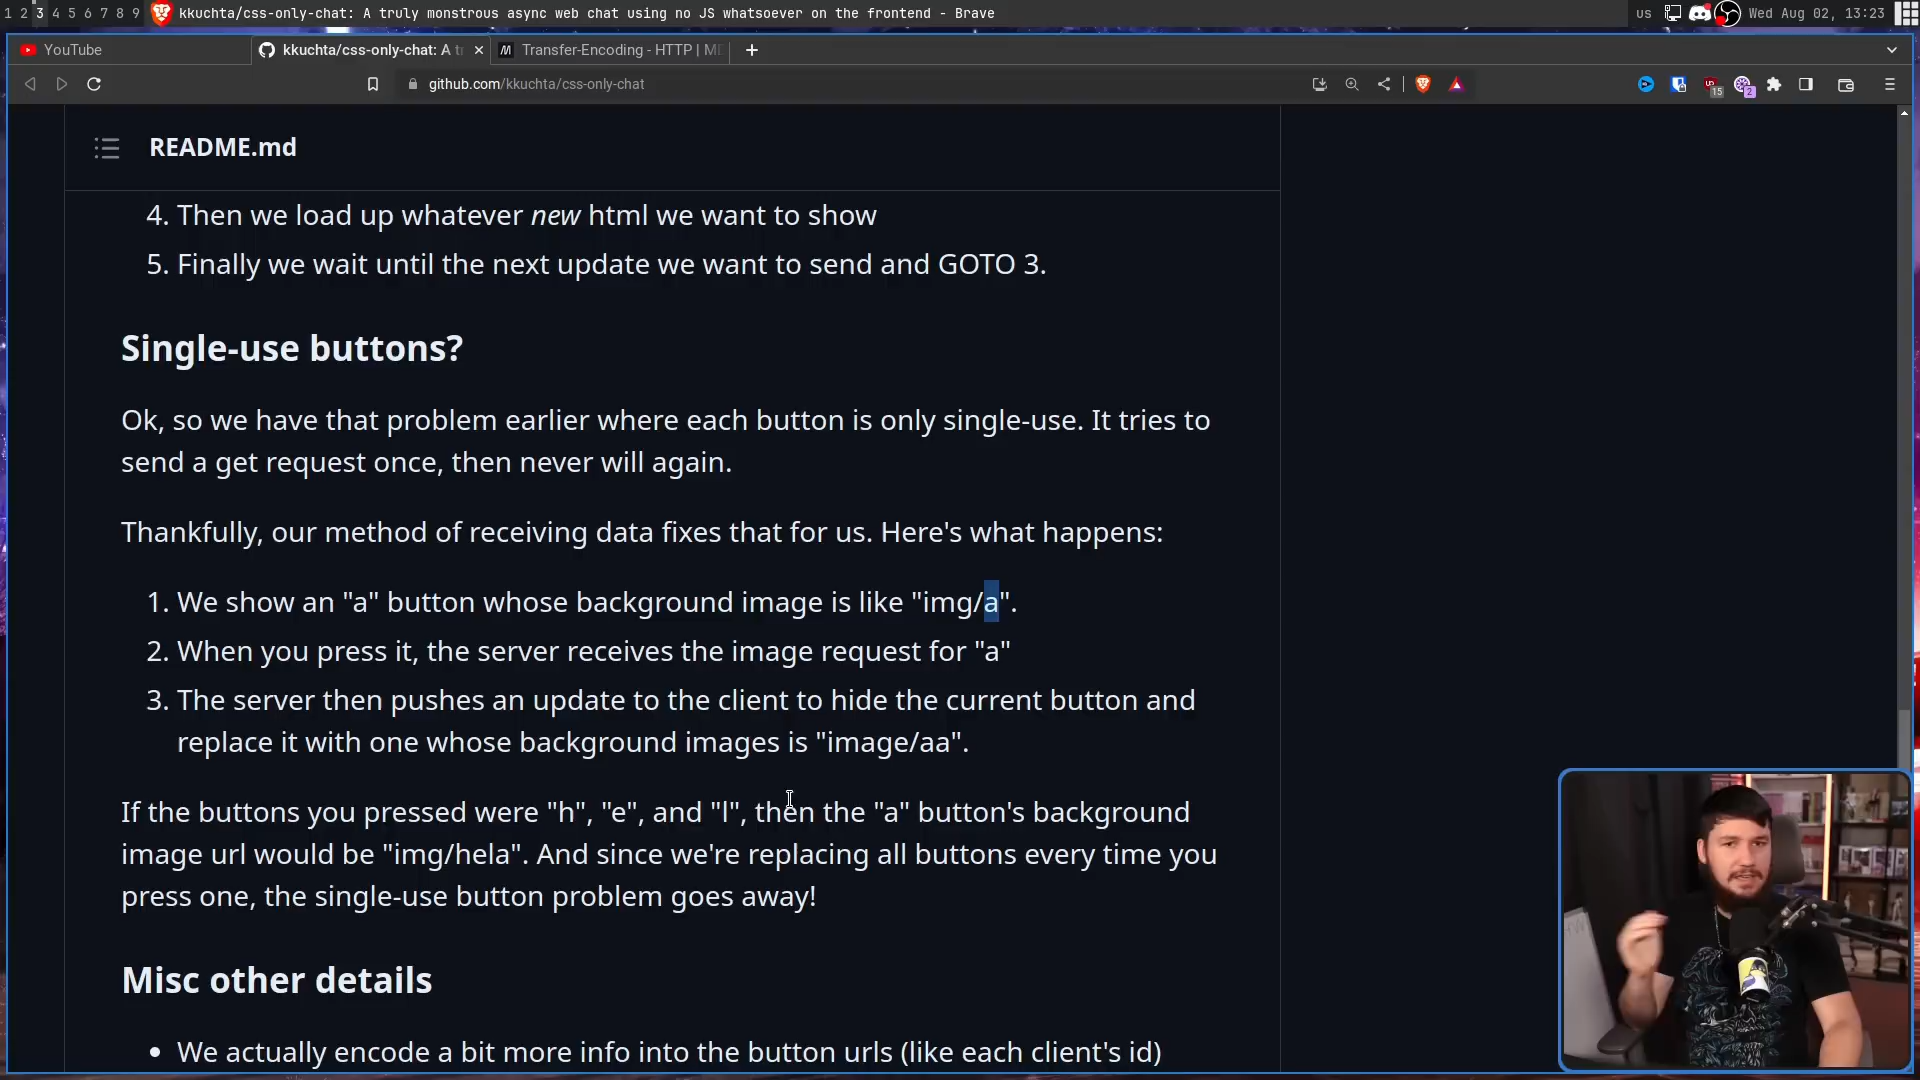 1 2 3 4 5 6 7 8 9 kkuchta/css-only-chat: A truly monstrous async web chat using no JS whatsoever on the frontend - Brave us Wed Aug 02, 13:23
YouTube kkuchta/css-only-chat: A tr Transfer-Encoding - HTTP | M
github.com/kkuchta/css-only-chat 15 2
README.md
4. Then we load up whatever new html we want to show
5. Finally we wait until the next update we want to send and GOTO 3.
Single-use buttons?
Ok, so we have that problem earlier where each button is only single-use. It tries to
send a get request once, then never will again.
Thankfully, our method of receiving data fixes that for us. Here's what happens:
1. We show an "a" button whose background image is like "img/a".
2. When you press it, the server receives the image request for "a"
3. The server then pushes an update to the client to hide the current button and
replace it with one whose background images is "image/aa".
If the buttons you pressed were "h", "e", and "l", then the "a" button's background
image url would be "img/hela". And since we're replacing all buttons every time you
press one, the single-use button problem goes away!
Misc other details
• We actually encode a bit more info into the button urls (like each client's id)